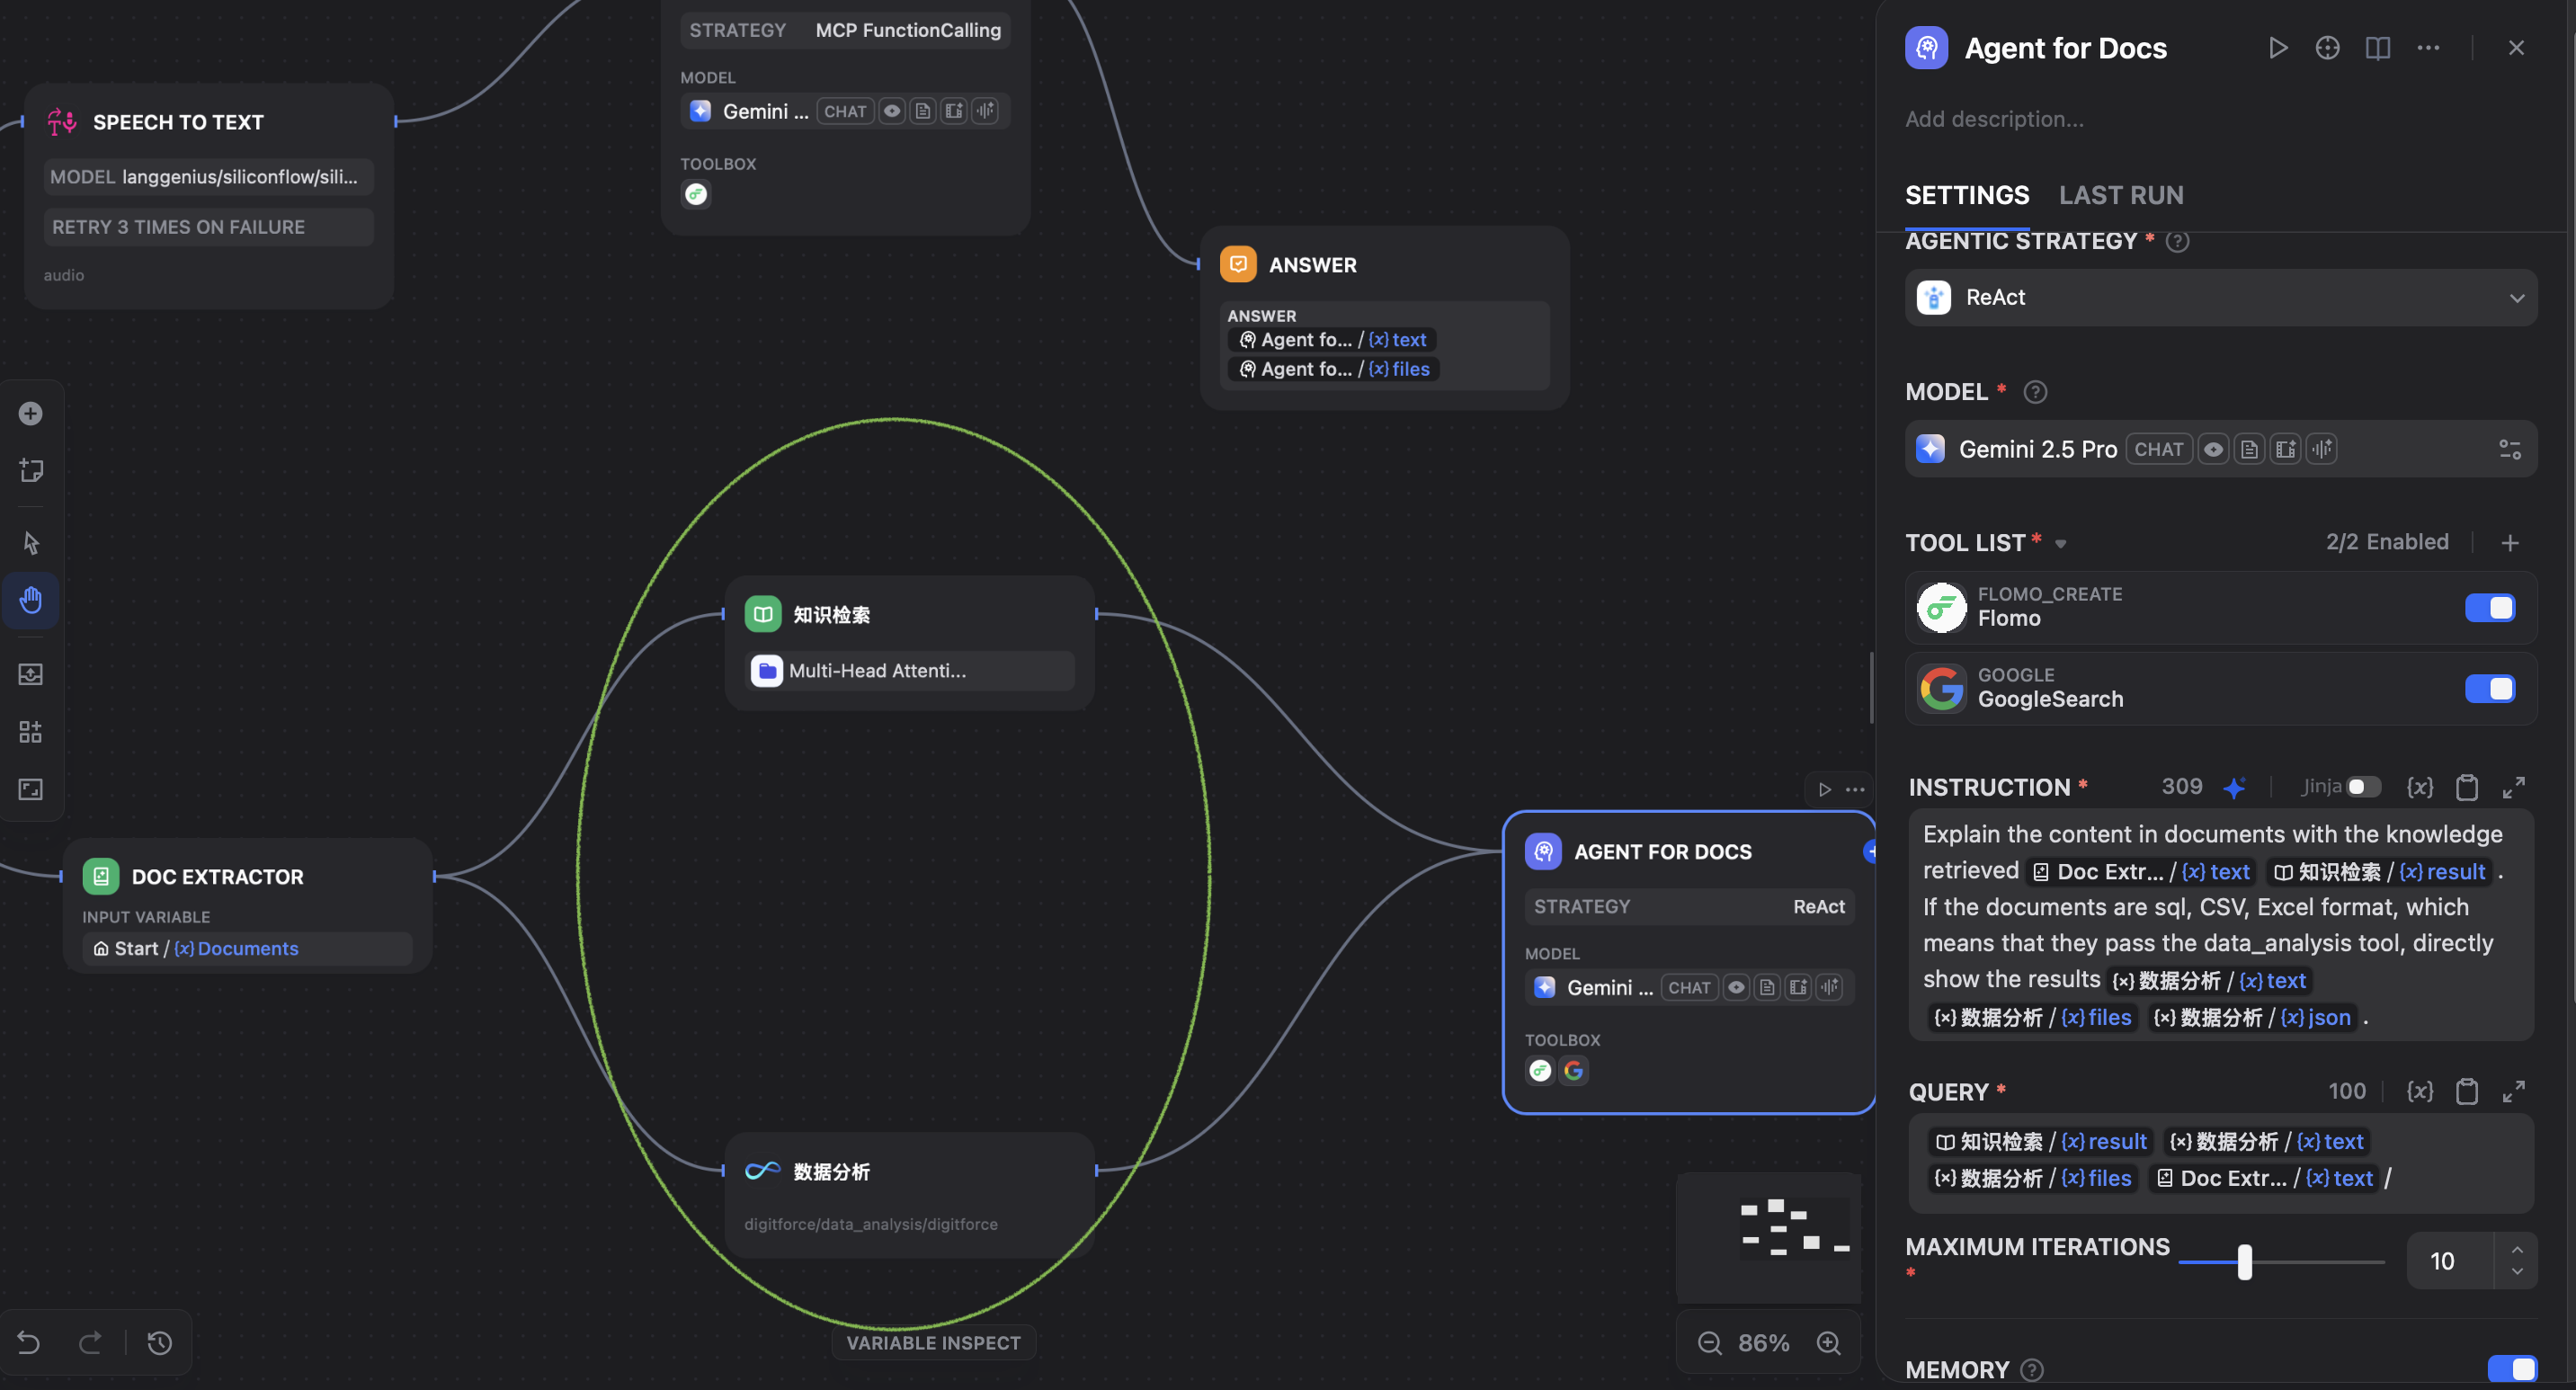 STRATEGY MCP FunctionCalling
MODEL
Gemini ... CHAT
TOOLBOX
SPEECH TO TEXT
MODEL langgenius/siliconflow/sili...
RETRY 3 TIMES ON FAILURE
audio
ANSWER
ANSWER
Agent fo... / {x} text
Agent fo... / {x} files
知识检索
Multi-Head Attenti...
DOC EXTRACTOR
INPUT VARIABLE
Start / {x} Documents
数据分析
digitforce/data_analysis/digitforce
AGENT FOR DOCS
STRATEGY ReAct
MODEL
Gemini ... CHAT
TOOLBOX
VARIABLE INSPECT
86%
Agent for Docs
Add description...
SETTINGS LAST RUN
AGENTIC STRATEGY *
ReAct
MODEL *
Gemini 2.5 Pro CHAT
TOOL LIST * 2/2 Enabled
FLOMO_CREATE
Flomo
GOOGLE
GoogleSearch
INSTRUCTION * 309 Jinja {x}
Explain the content in documents with the knowledge
retrieved Doc Extr... / {x} text 知识检索 / {x} result .
If the documents are sql, CSV, Excel format, which
means that they pass the data_analysis tool, directly
show the results {x} 数据分析 / {x} text
{x} 数据分析 / {x} files {x} 数据分析 / {x} json .
QUERY * 100 {x}
知识检索 / {x} result {x} 数据分析 / {x} text
{x} 数据分析 / {x} files Doc Extr... / {x} text /
MAXIMUM ITERATIONS 10
*
MEMORY